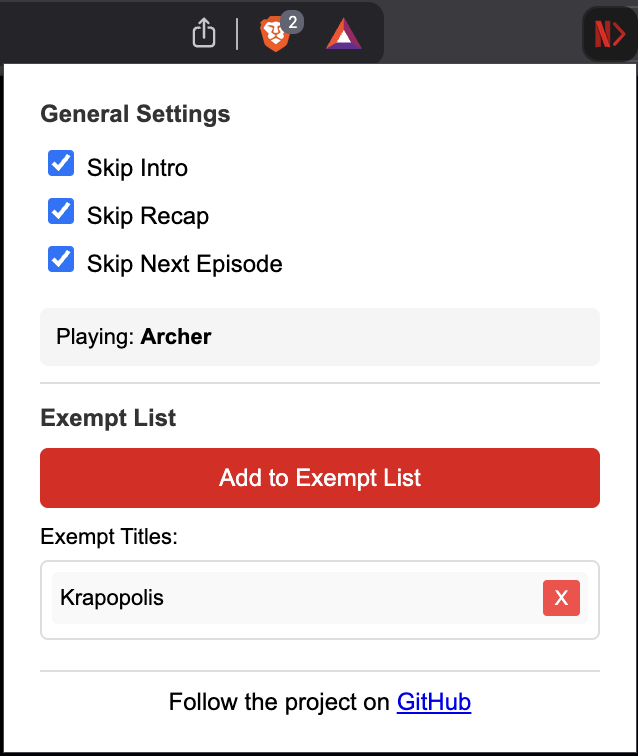 2
N>
General Settings
Skip Intro
Skip Recap
Skip Next Episode
Playing: Archer
Exempt List
Add to Exempt List
Exempt Titles:
Krapopolis
X
Follow the project on GitHub